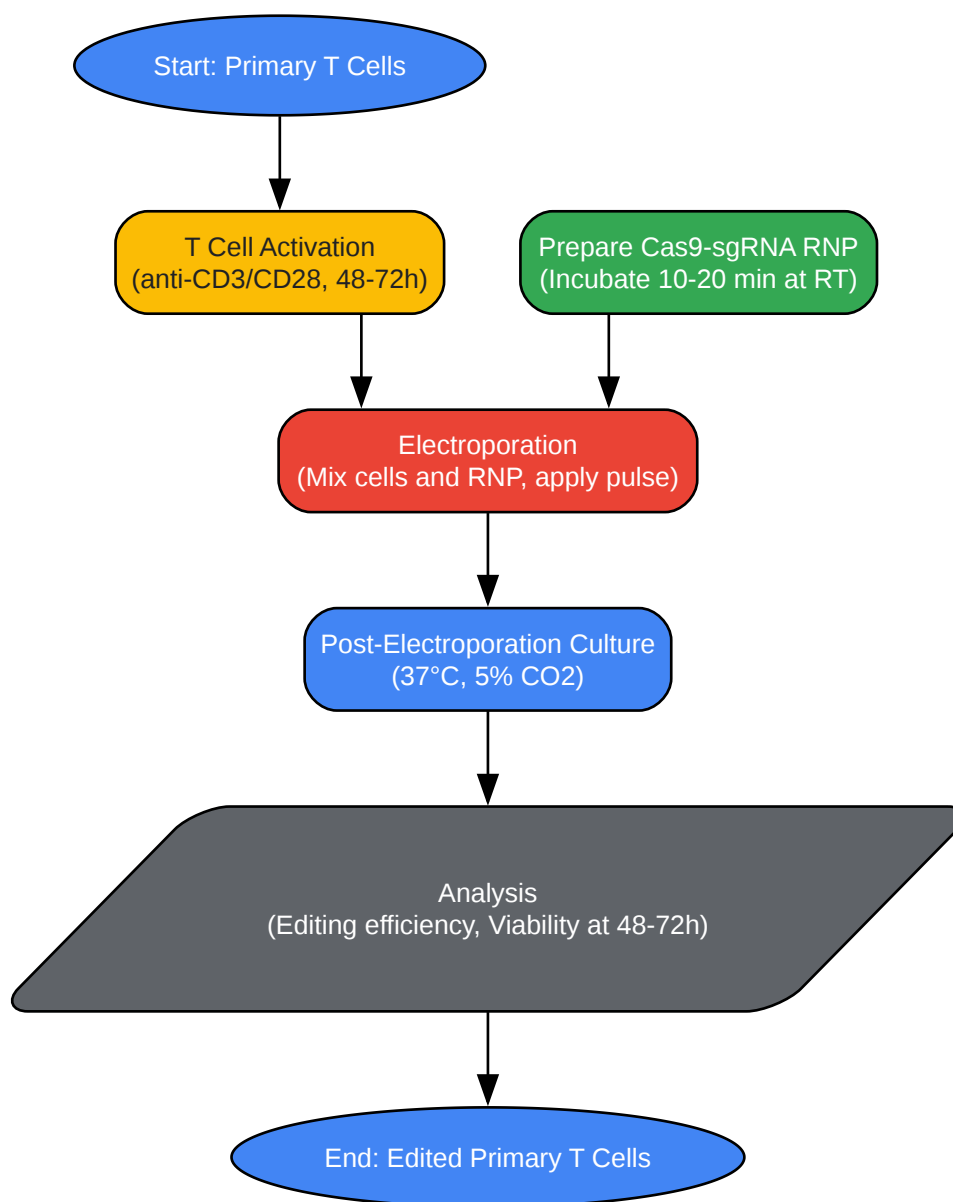 Start: Primary T Cells
T Cell Activation
(anti-CD3/CD28, 48-72h)
Prepare Cas9-sgRNA RNP
(Incubate 10-20 min at RT)
Electroporation
(Mix cells and RNP, apply pulse)
Post-Electroporation Culture
(37°C, 5% CO2)
Analysis
(Editing efficiency, Viability at 48-72h)
End: Edited Primary T Cells